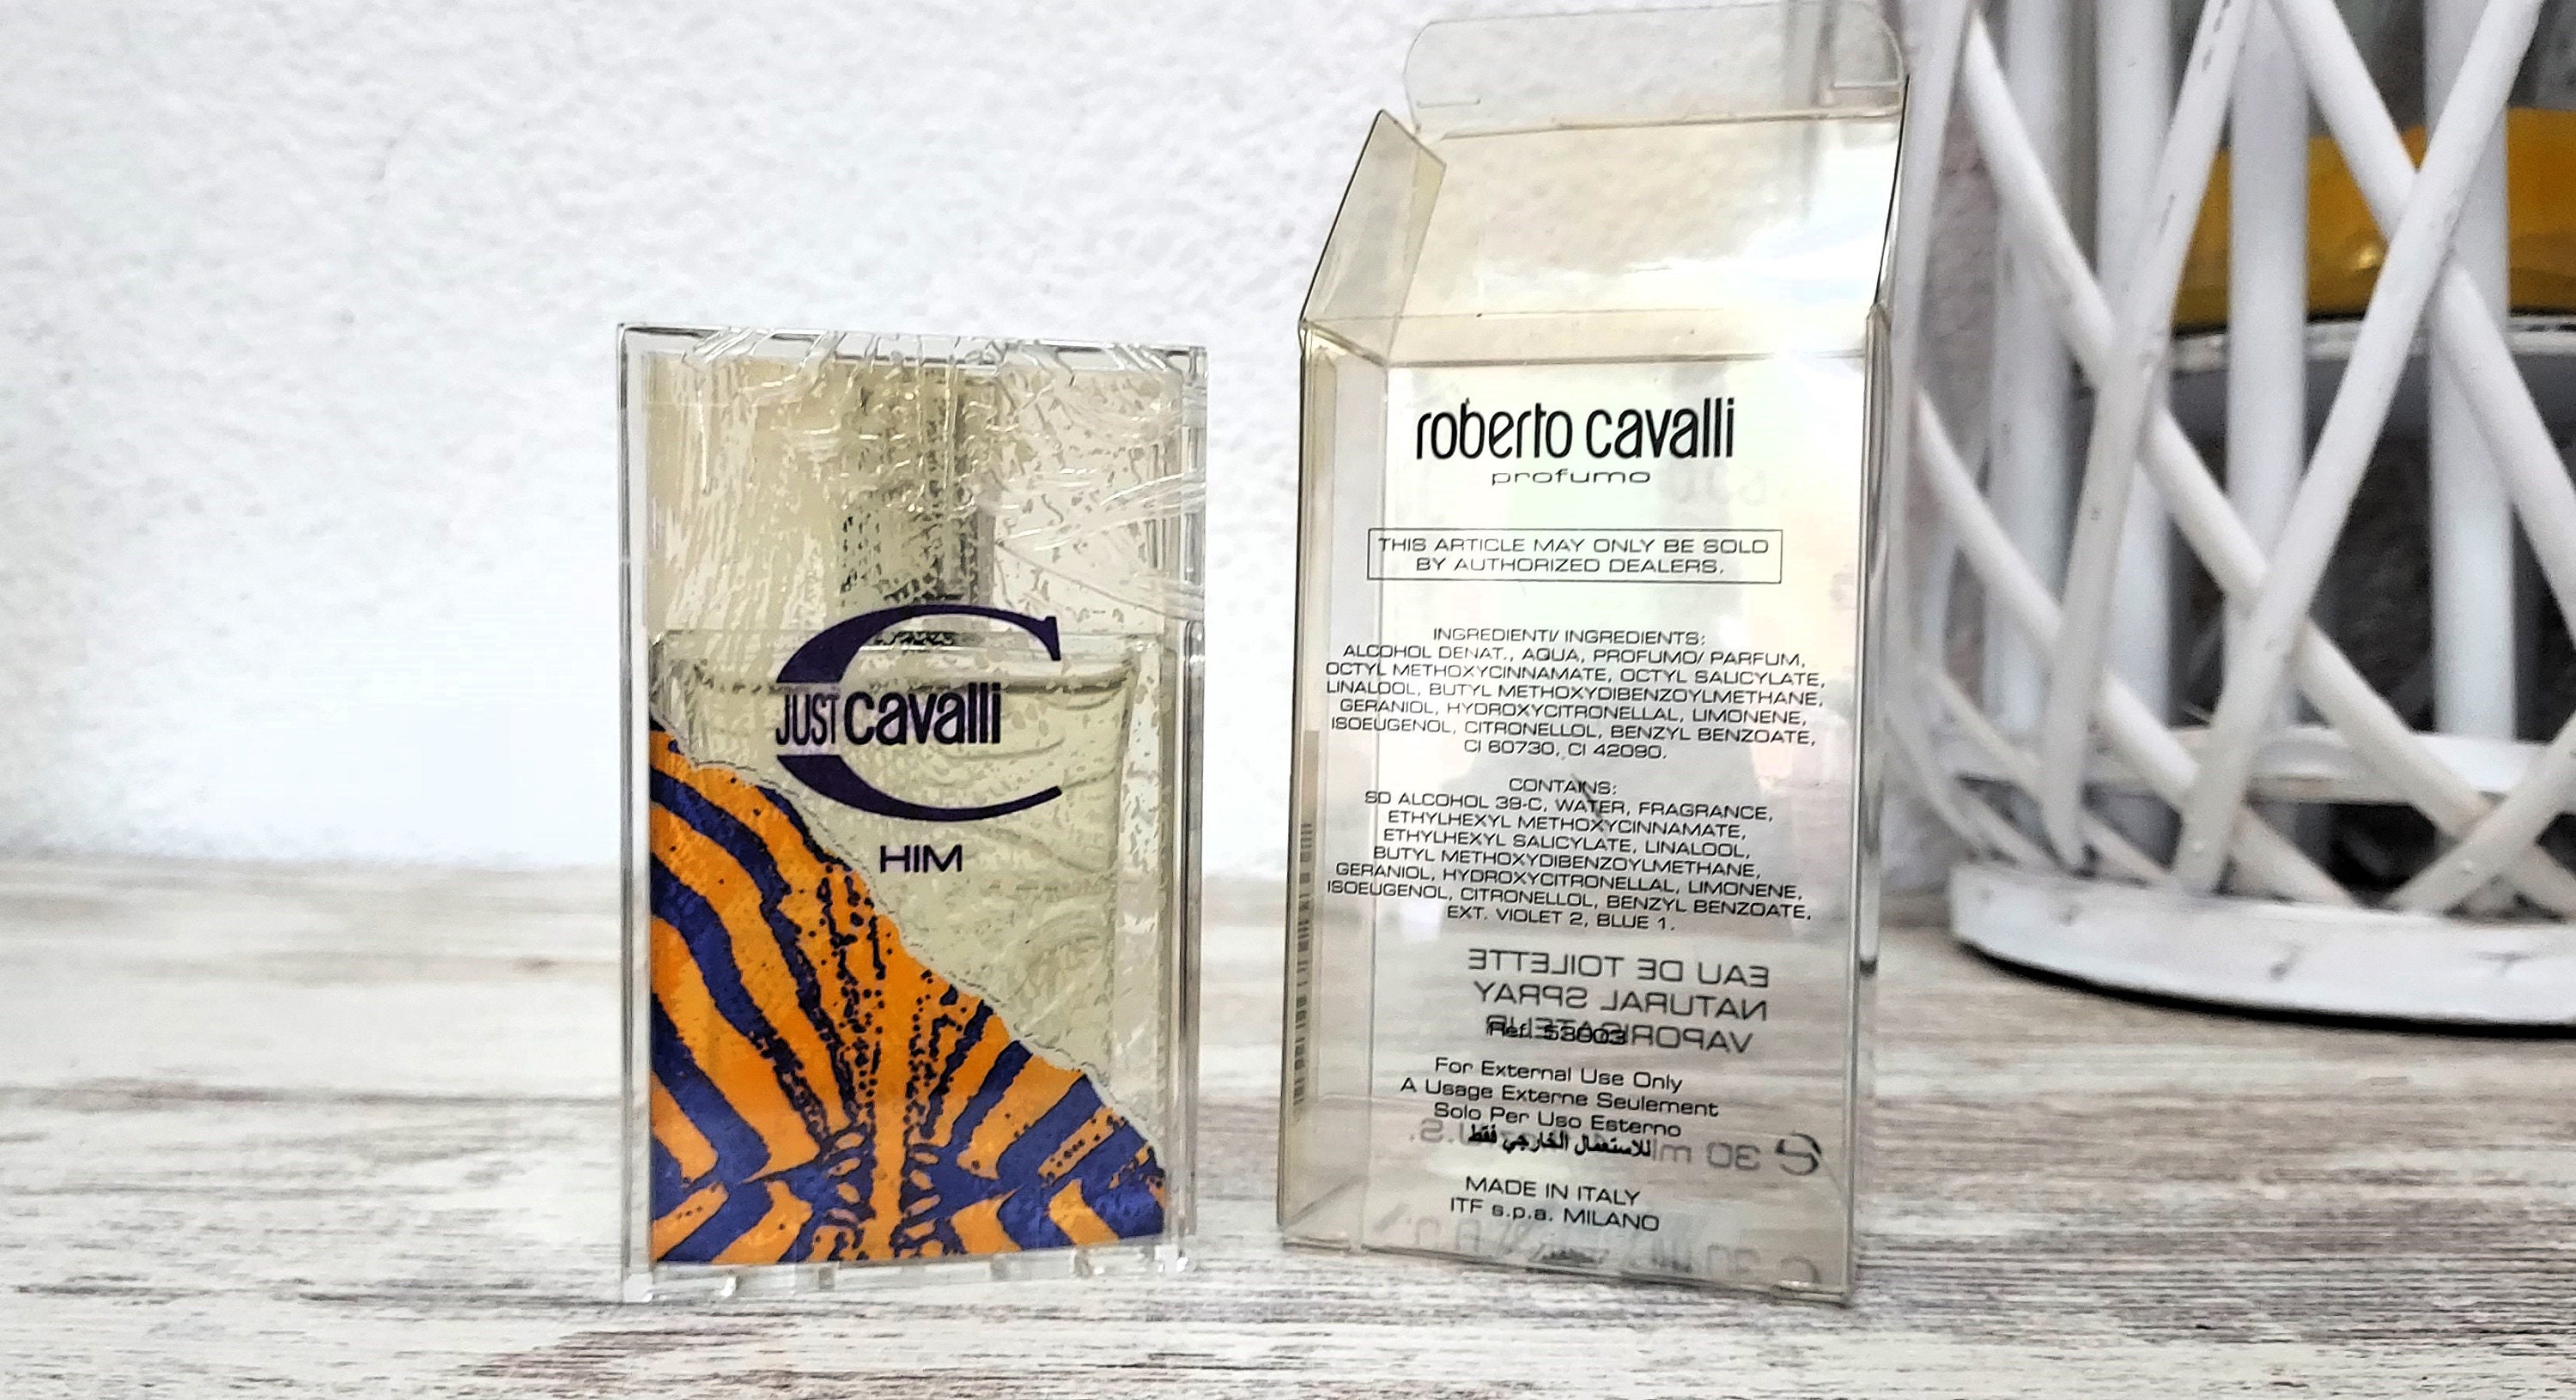 C
JUST cavalli
HIM
roberto cavalli
profumo
THIS ARTICLE MAY ONLY BE SOLD
BY AUTHORIZED DEALERS.
INGREDIENTI/ INGREDIENTS:
ALCOHOL DENAT., AQUA, PROFUMO/ PARFUM,
OCTYL METHOXYCINNAMATE, OCTYL SALICYLATE,
LINALOOL, BUTYL METHOXYDIBENZOYLMETHANE,
GERANIOL, HYDROXYCITRONELLAL, LIMONENE,
ISOEUGENOL, CITRONELLOL, BENZYL BENZOATE,
CI 60730, CI 42090.
CONTAINS:
SD ALCOHOL 39-C, WATER, FRAGRANCE,
ETHYLHEXYL METHOXYCINNAMATE,
ETHYLHEXYL SALICYLATE, LINALOOL,
BUTYL METHOXYDIBENZOYLMETHANE,
GERANIOL, HYDROXYCITRONELLAL, LIMONENE,
ISOEUGENOL, CITRONELLOL, BENZYL BENZOATE,
EXT. VIOLET 2, BLUE 1.
EAU DE TOILETTE
NATURAL SPRAY
VAPORISATEUR
Ref. 53003
For External Use Only
A Usage Externe Seulement
Solo Per Uso Esterno
للاستعمال الخارجي فقط
e 30 ml
MADE IN ITALY
ITF s.p.a. MILANO